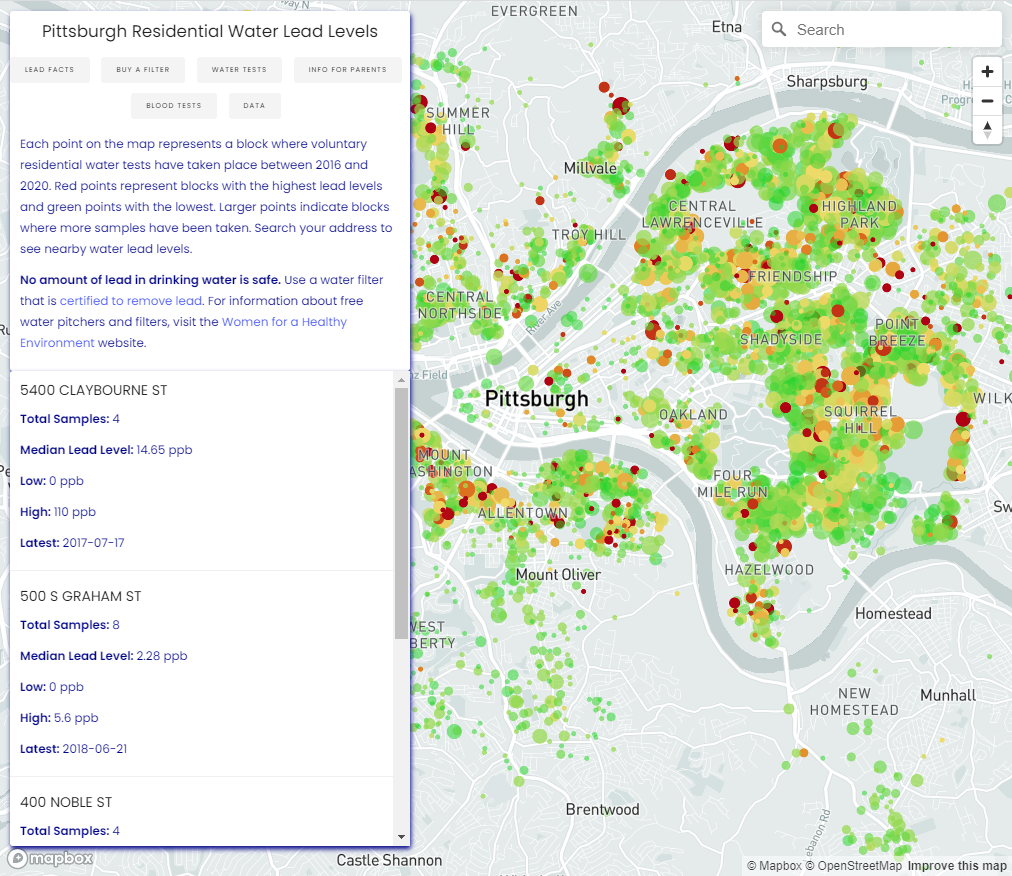 Pittsburgh Residential Water Lead Levels
LEAD FACTS
BUY A FILTER
WATER TESTS
INFO FOR PARENTS
BLOOD TESTS
DATA
Each point on the map represents a block where voluntary
residential water tests have taken place between 2016 and
2020. Red points represent blocks with the highest lead levels
and green points with the lowest. Larger points indicate blocks
where more samples have been taken. Search your address to
see nearby water lead levels.
No amount of lead in drinking water is safe. Use a water filter
that is certified to remove lead. For information about free
water pitchers and filters, visit the Women for a Healthy
Environment website.
5400 CLAYBOURNE ST
Total Samples: 4
Median Lead Level: 14.65 ppb
Low: 0 ppb
High: 110 ppb
Latest: 2017-07-17
500 S GRAHAM ST
Total Samples: 8
Median Lead Level: 2.28 ppb
Low: 0 ppb
High: 5.6 ppb
Latest: 2018-06-21
400 NOBLE ST
Total Samples: 4
mapbox
Search
EVERGREEN
Etna
Sharpsburg
SUMMER
HILL
Millvale
CENTRAL
LAWRENCEVILLE
HIGHLAND
PARK
TROY HILL
FRIENDSHIP
CENTRAL
NORTHSIDE
River Ave
SHADYSIDE
POINT
BREEZE
nz Field
Pittsburgh
OAKLAND
SQUIRREL
HILL
WILK
MOUNT
ASHINGTON
FOUR
MILE RUN
ALLENTOWN
Sw
Mount Oliver
HAZELWOOD
Homestead
WEST
BERTY
NEW
HOMESTEAD
Munhall
Brentwood
ebanon Rd
Castle Shannon
© Mapbox © OpenStreetMap Improve this map